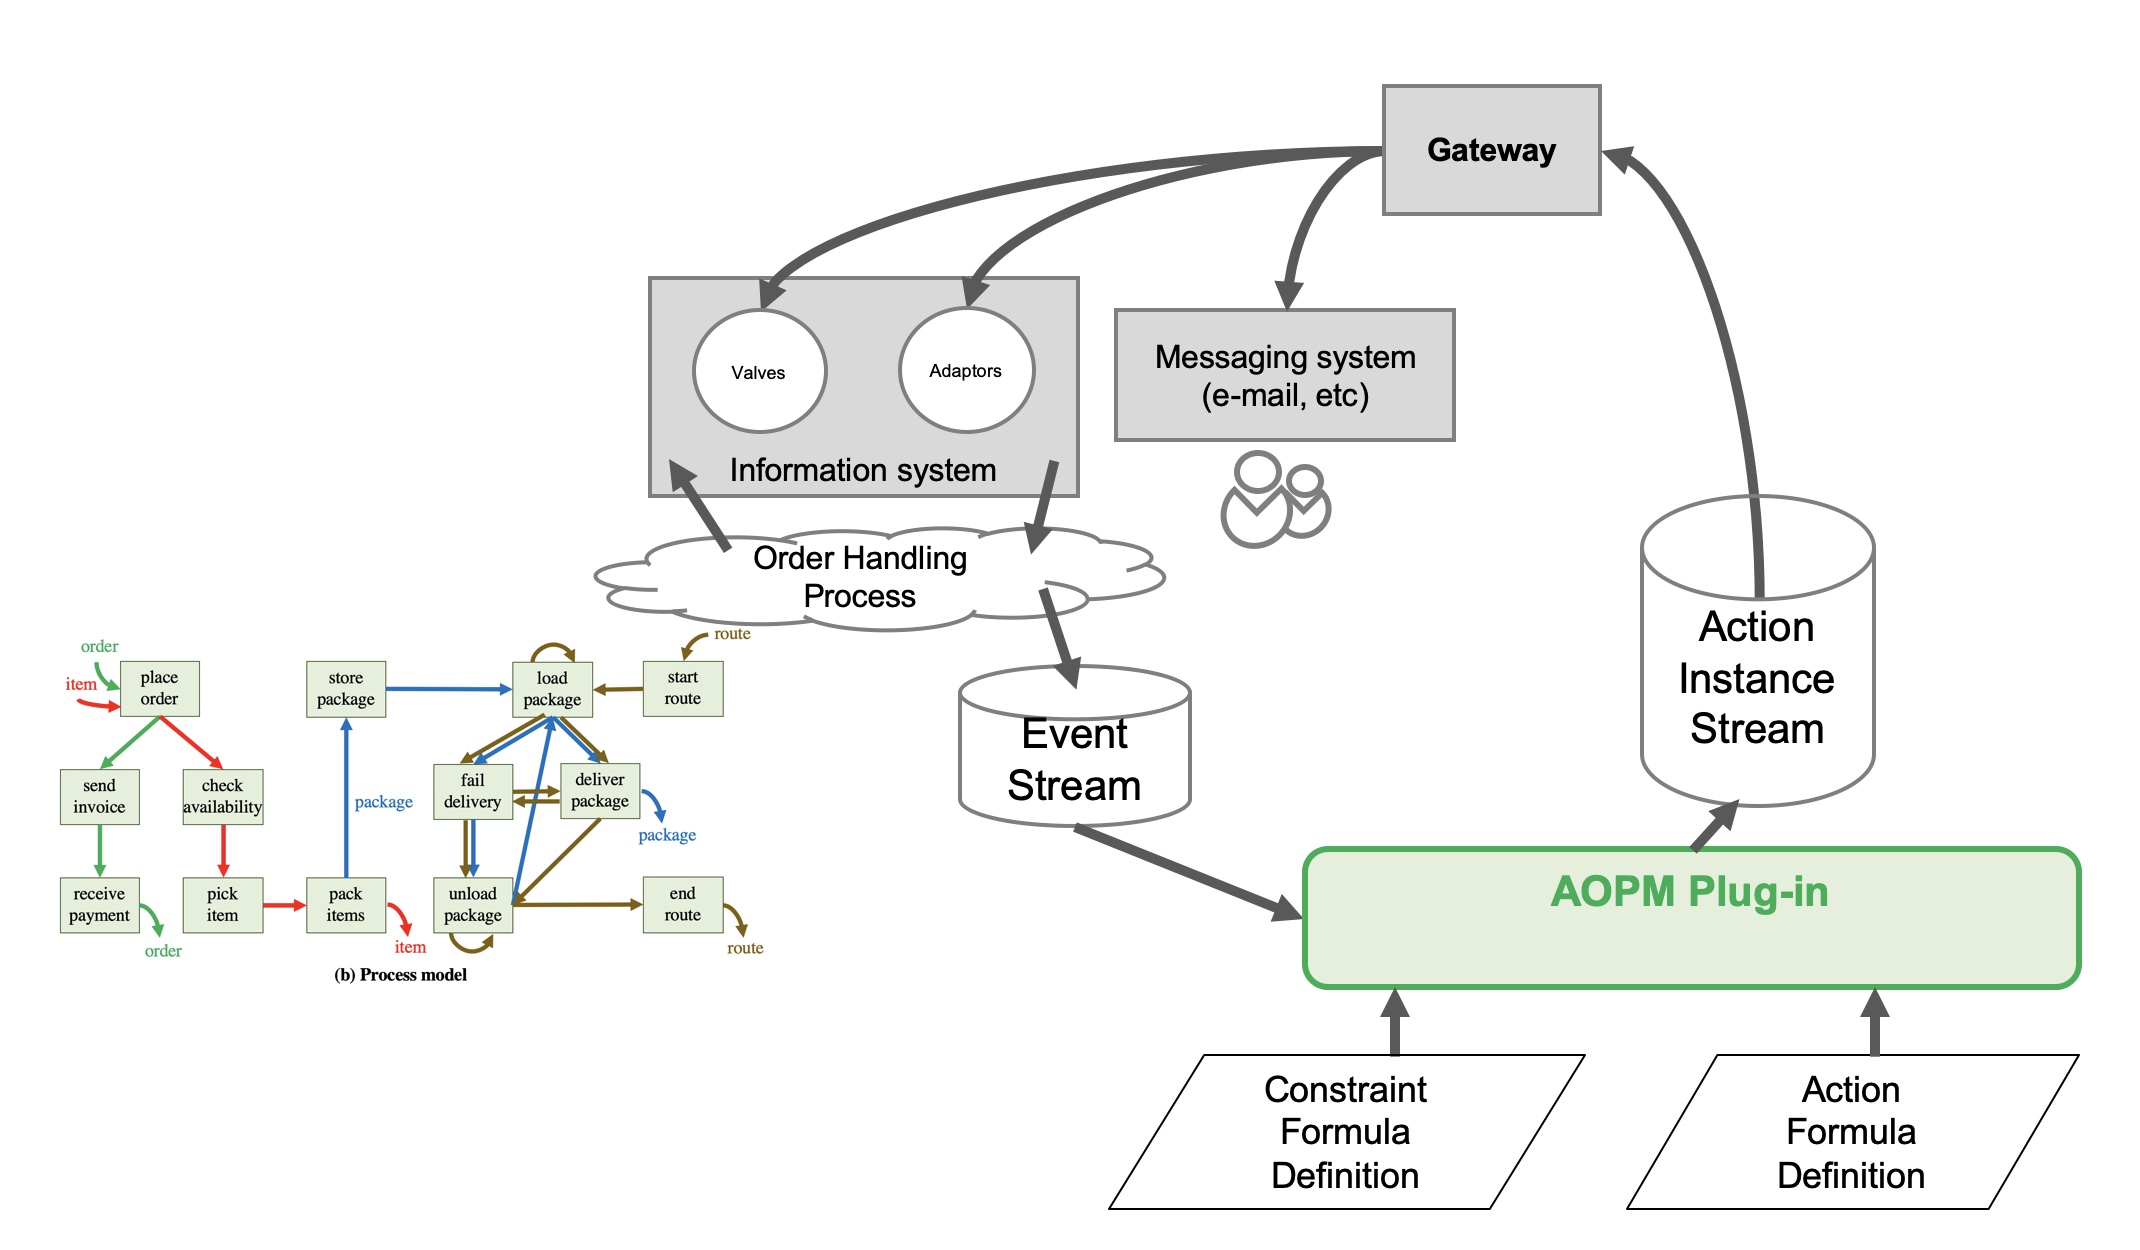 Gateway
Valves
Adaptors
Information system
Messaging system
(e-mail, etc)
Order Handling
Process
Event
Stream
Action
Instance
Stream
AOPM Plug-in
Constraint
Formula
Definition
Action
Formula
Definition
order
item
place
order
send
invoice
receive
payment
order
check
availability
pick
item
pack
items
item
package
store
package
load
package
route
start
route
fail
delivery
deliver
package
package
unload
package
end
route
route
(b) Process model